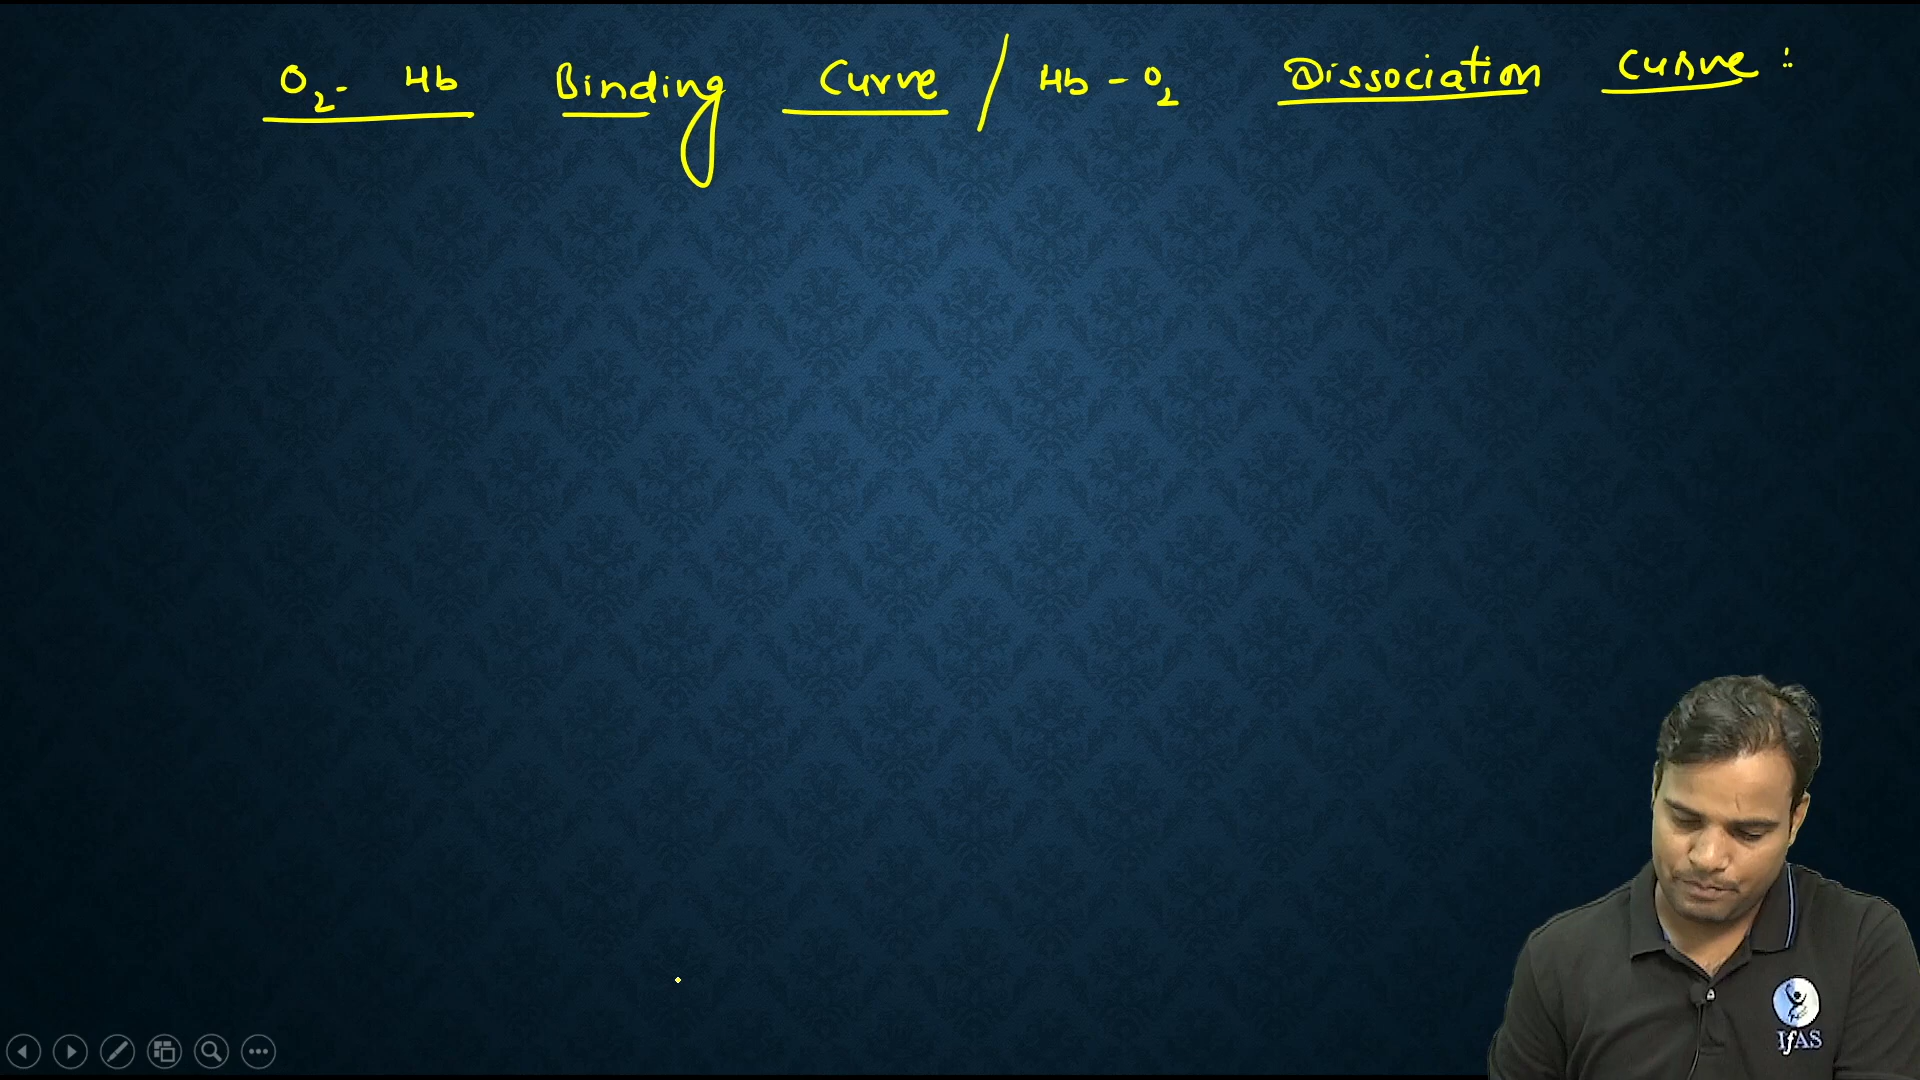 O₂- Hb Binding Curve / Hb - O₂ Dissociation Curve :
IfAS